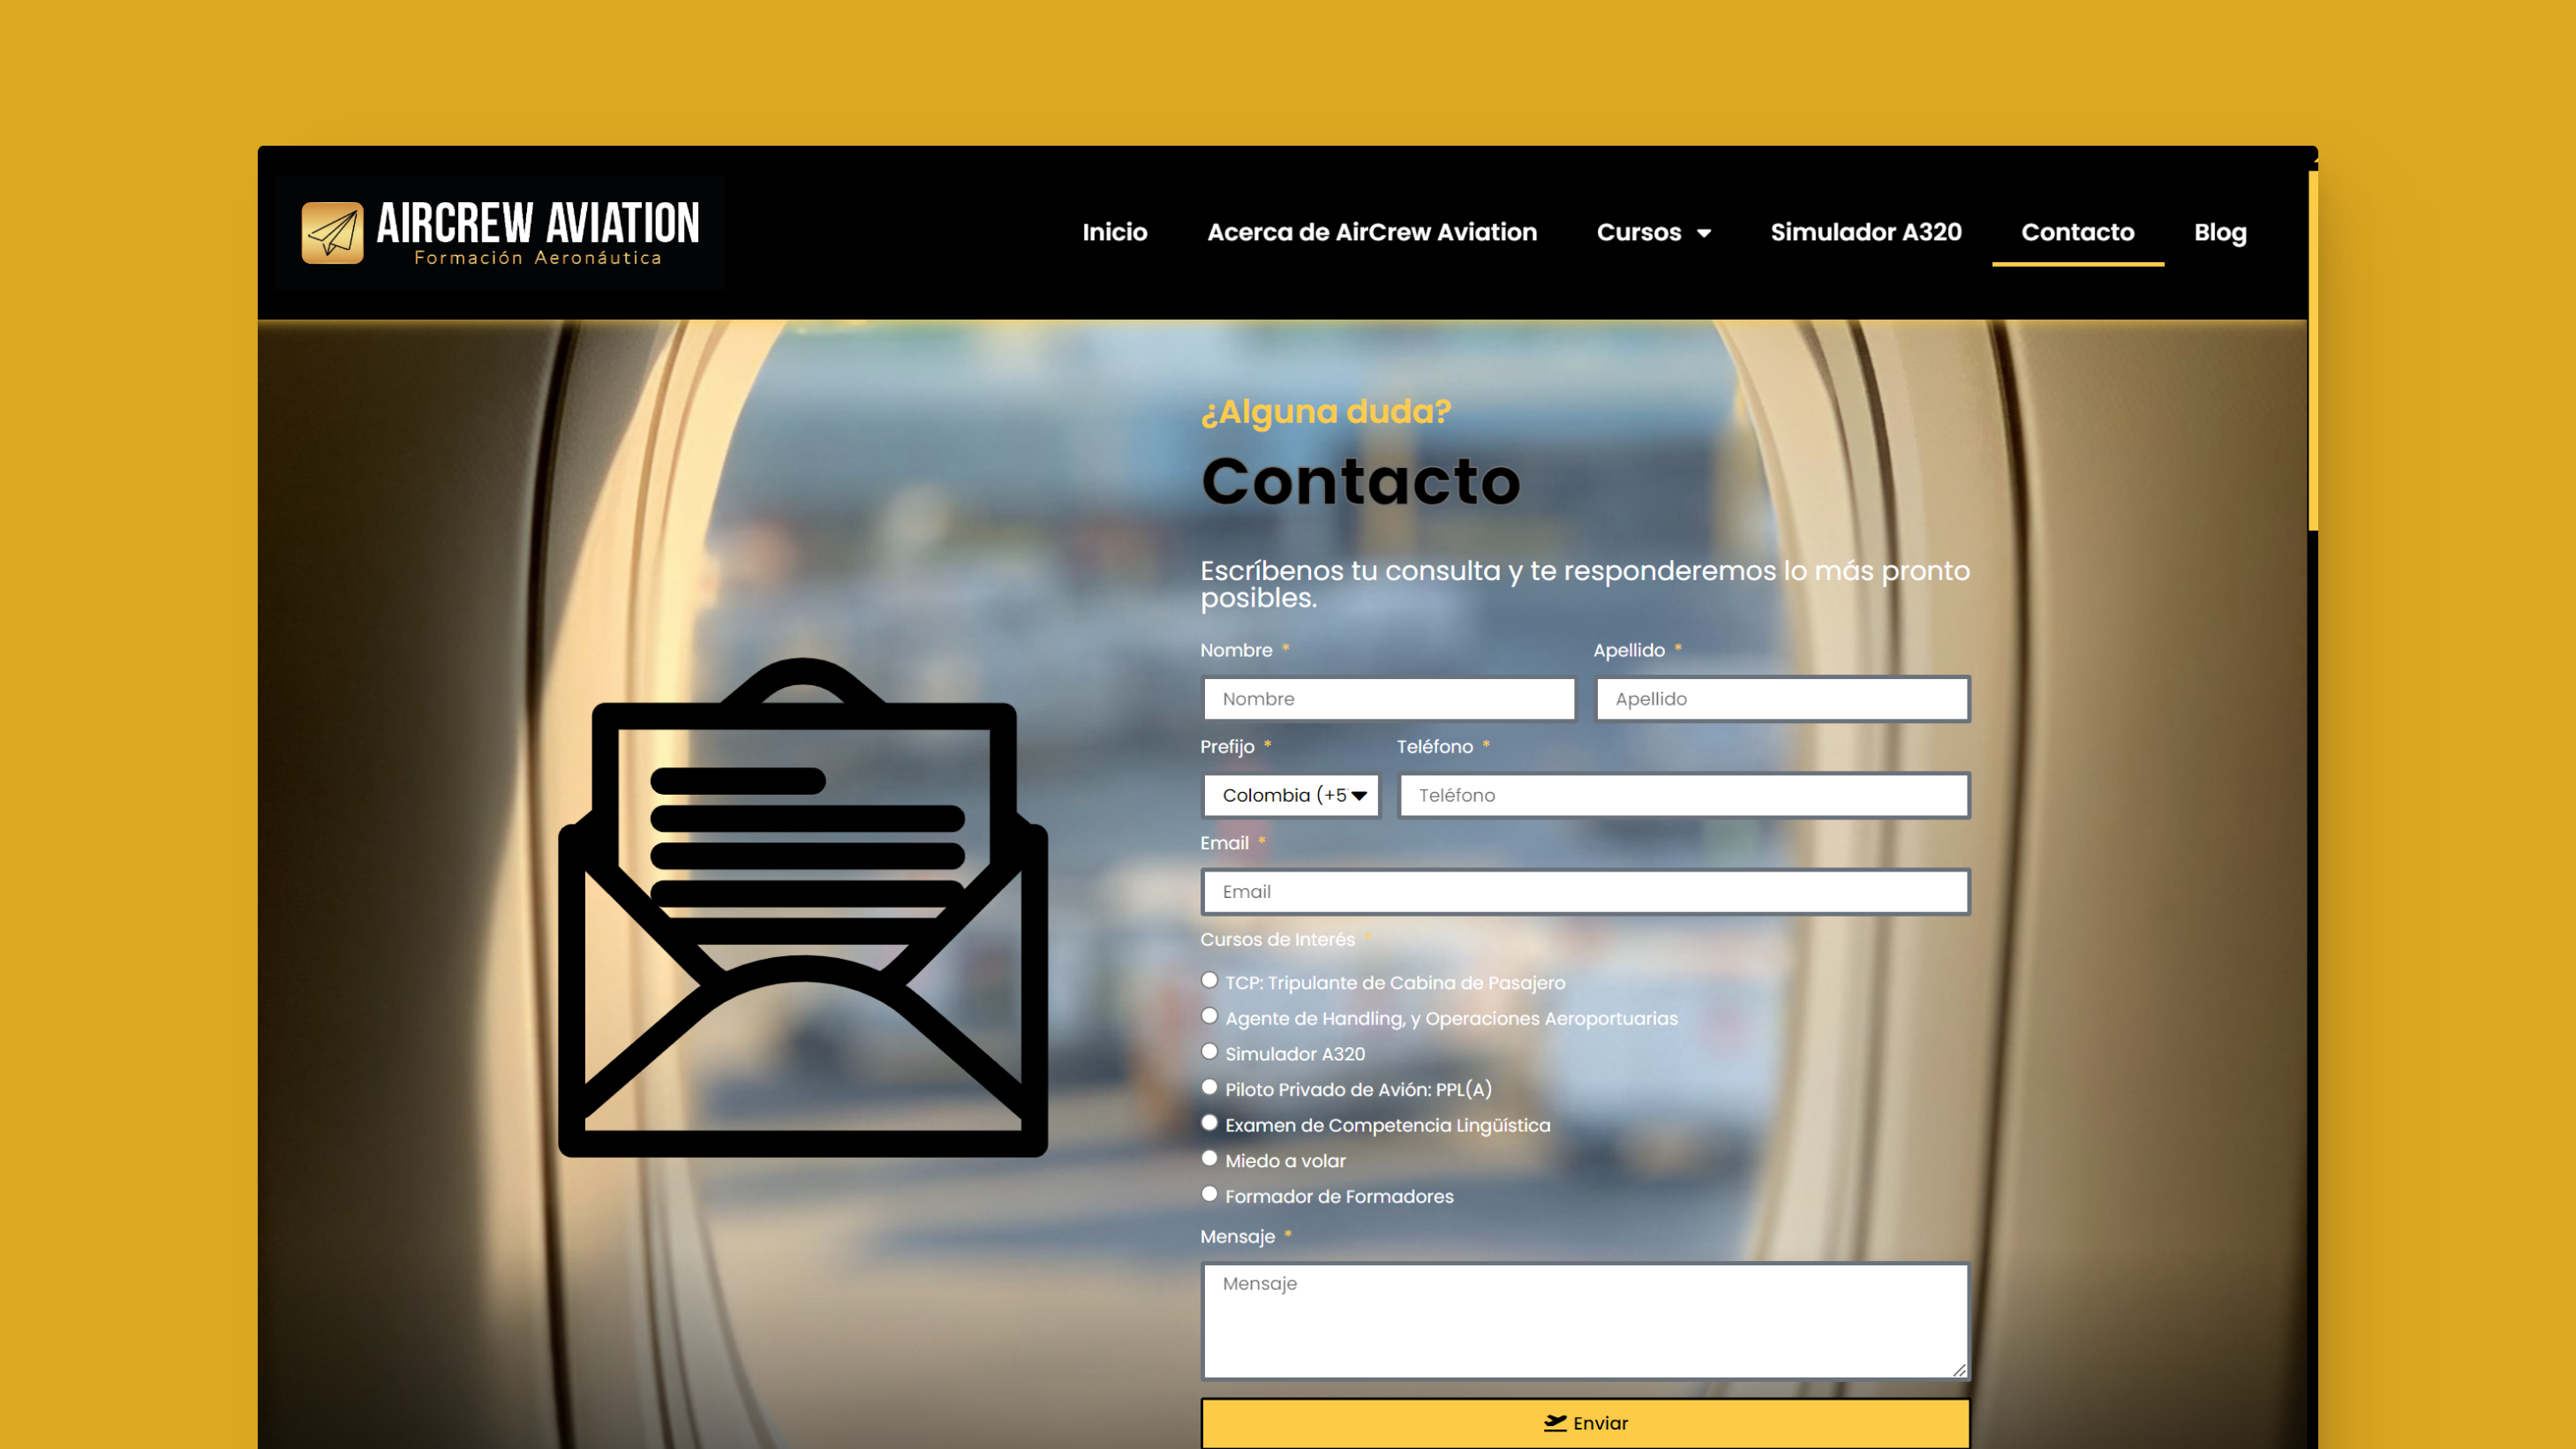 AIRCREW AVIATION
Formación Aeronáutica
Inicio Acerca de AirCrew Aviation Cursos Simulador A320 Contacto Blog
¿Alguna duda?
Contacto
Escríbenos tu consulta y te responderemos lo más pronto
posibles.
Nombre * Apellido *
Nombre Apellido
Prefijo * Teléfono *
Colombia (+5 Teléfono
Email *
Email
Cursos de Interés *
TCP: Tripulante de Cabina de Pasajero
Agente de Handling, y Operaciones Aeroportuarias
Simulador A320
Piloto Privado de Avión: PPL(A)
Examen de Competencia Lingüística
Miedo a volar
Formador de Formadores
Mensaje *
Mensaje
Enviar